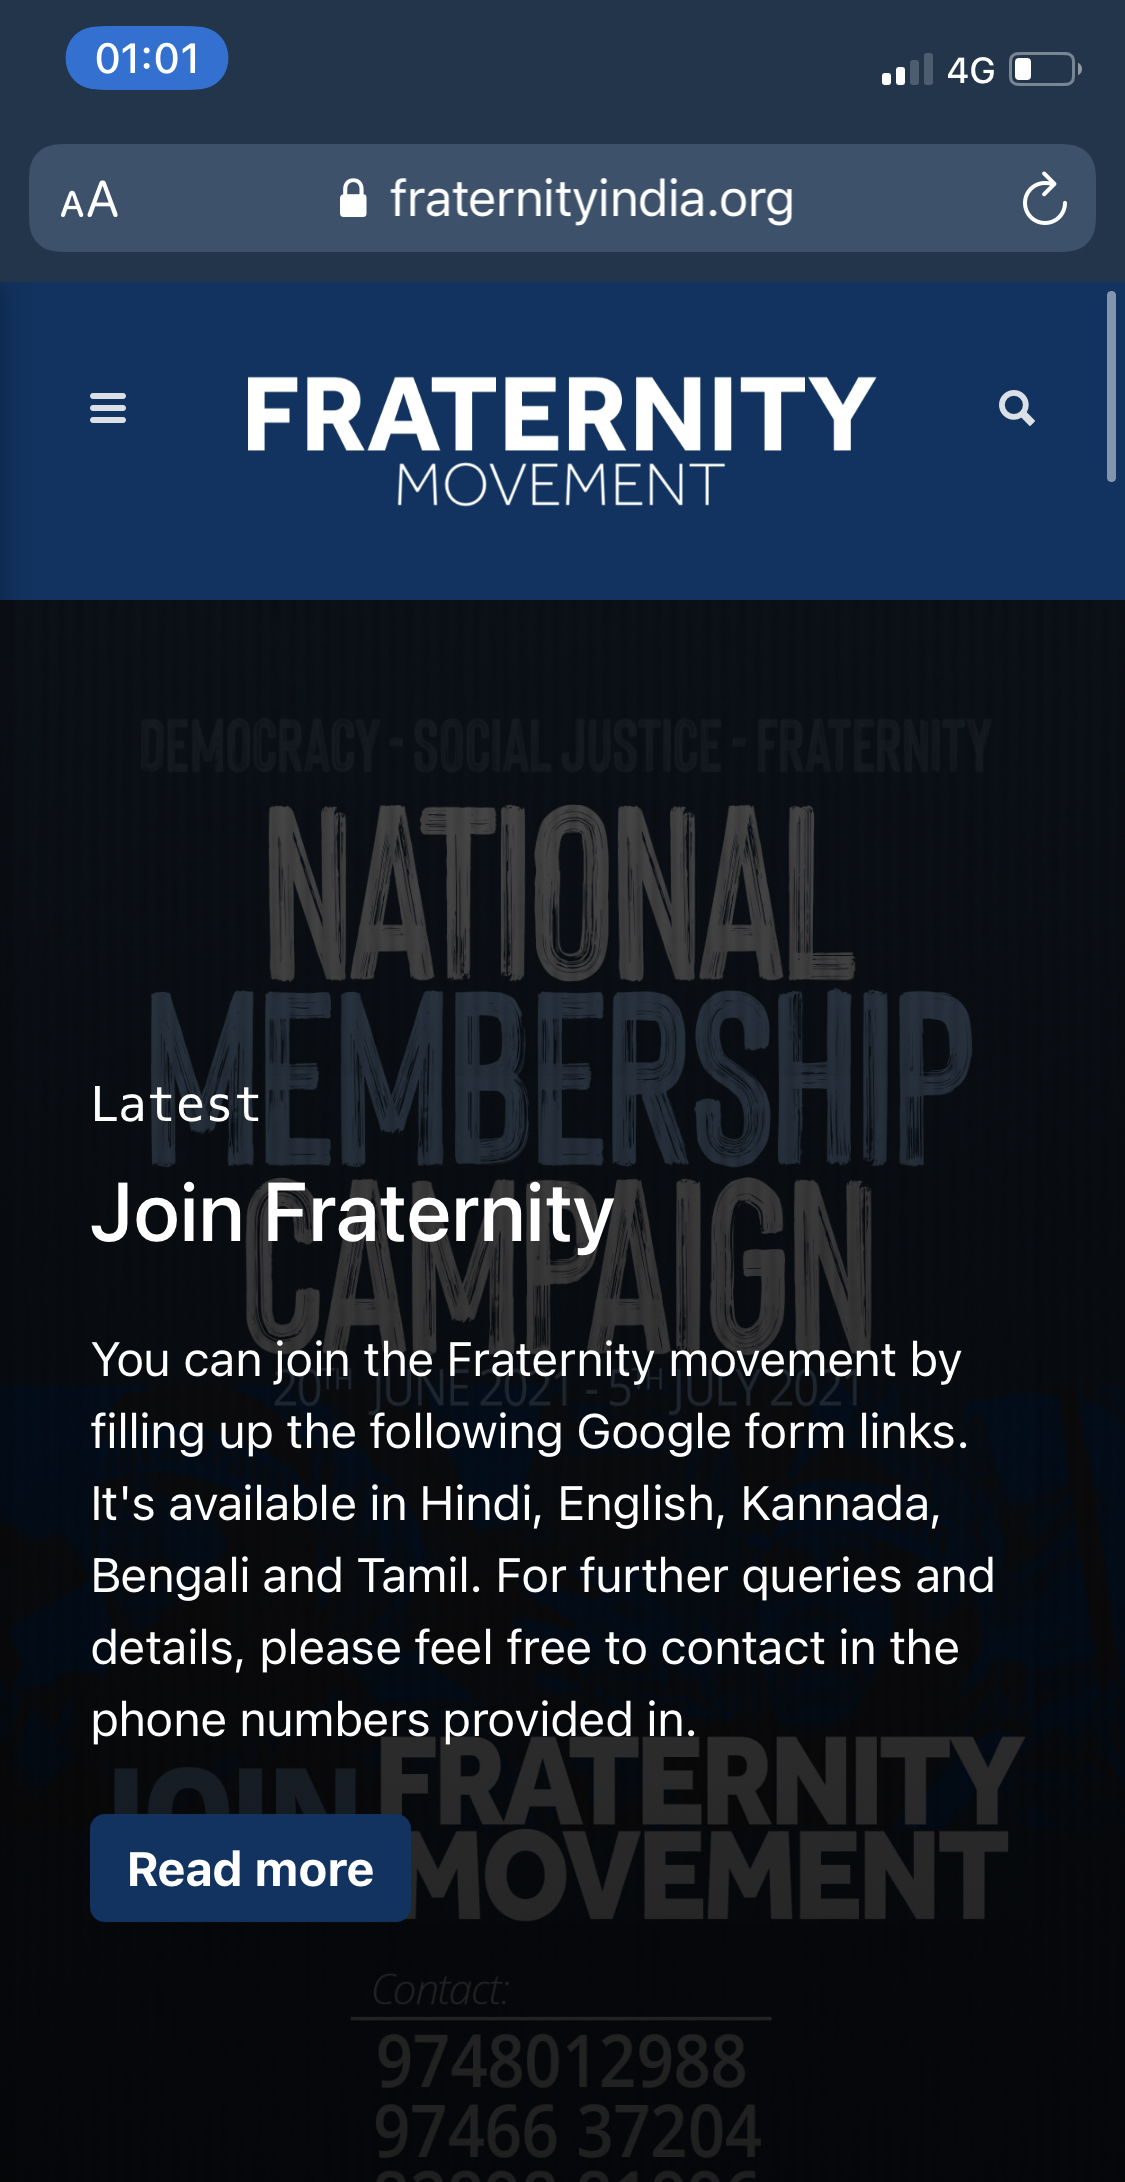 01:01
4G
AA
fraternityindia.org
FRATERNITY
MOVEMENT
DEMOCRACY - SOCIAL JUSTICE - FRATERNITY
NATIONAL
MEMBERSHIP
Latest
Join Fraternity
CAMPAIGN
You can join the Fraternity movement by
20TH JUNE 2021 - 5TH JULY 2021
filling up the following Google form links.
It's available in Hindi, English, Kannada,
Bengali and Tamil. For further queries and
details, please feel free to contact in the
phone numbers provided in.
JOIN FRATERNITY
MOVEMENT
Read more
Contact:
9748012988
97466 37204